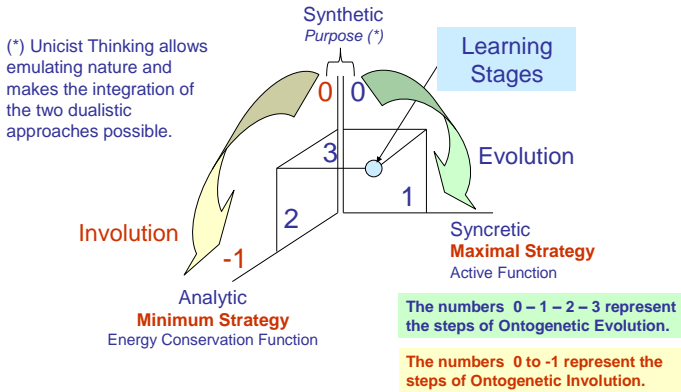 Synthetic
Purpose (*)
(*) Unicist Thinking allows
emulating nature and
makes the integration of
the two dualistic
approaches possible.
Learning
Stages
0 0
3
Evolution
1
2
Involution
-1
Syncretic
Maximal Strategy
Active Function
Analytic
Minimum Strategy
Energy Conservation Function
The numbers 0 – 1 – 2 – 3 represent
the steps of Ontogenetic Evolution.
The numbers 0 to -1 represent the
steps of Ontogenetic Involution.